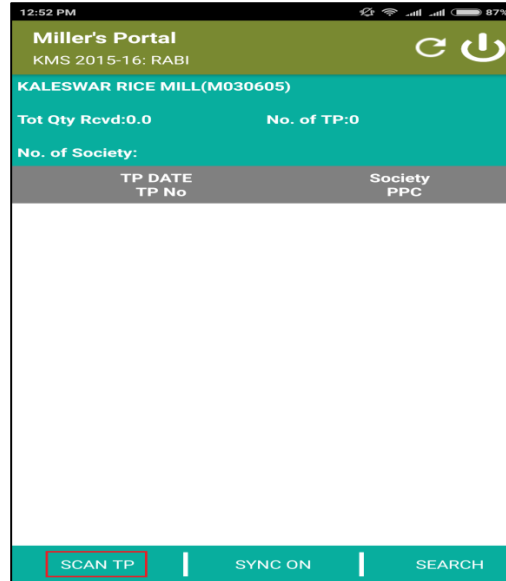 12:52 PM 87%
Miller's Portal
KMS 2015-16: RABI
KALESWAR RICE MILL(M030605)
Tot Qty Rcvd:0.0 No. of TP:0
No. of Society:
TP DATE Society
TP No PPC
SCAN TP SYNC ON SEARCH